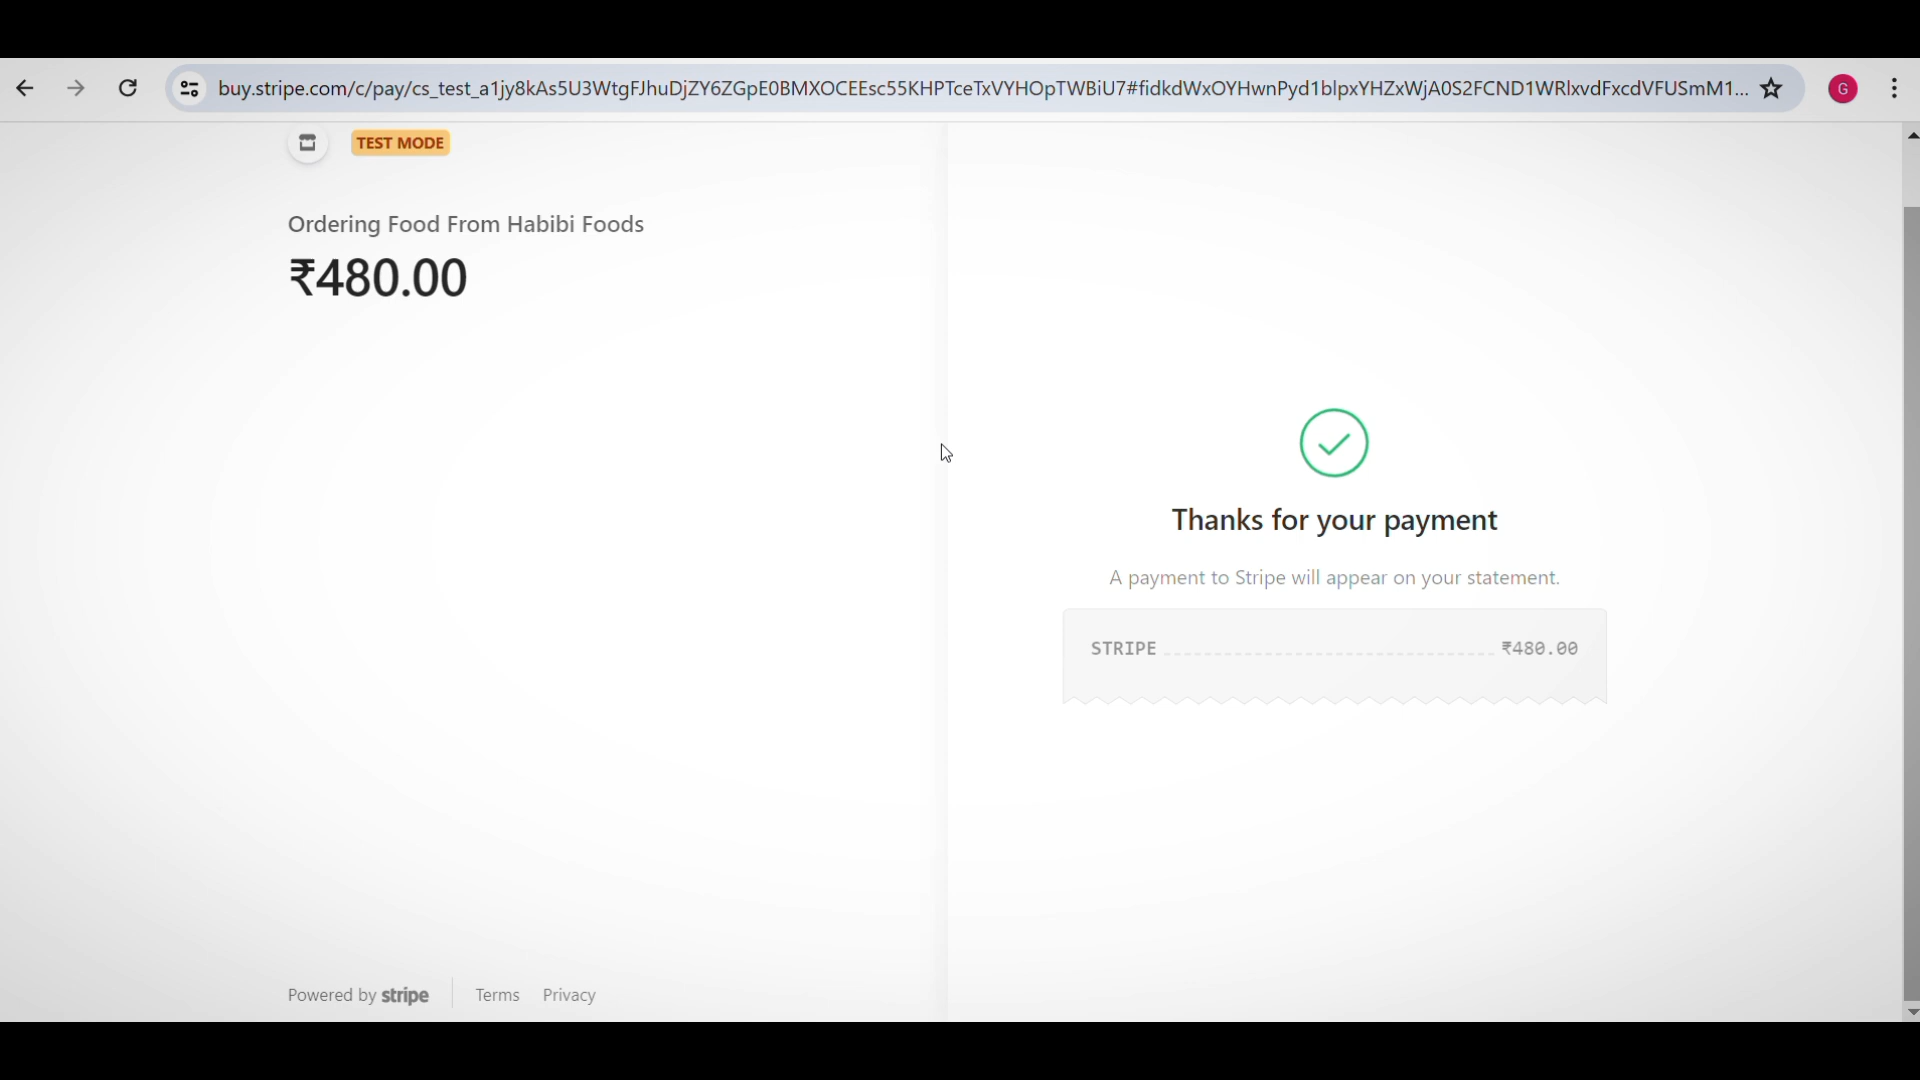 buy.stripe.com/c/pay/cs_test_a1jy8kAs5U3WtgFJhuDjZY6ZGpE0BMXOCEEsc55KHPTceTxVYHOpTWBiU7#fidkdWxOYHwnPyd1blpxYHZxWjA0S2FCND1WRlxvdFxcdVFUSmM1...
G
TEST MODE
Ordering Food From Habibi Foods
₹480.00
Thanks for your payment
A payment to Stripe will appear on your statement.
STRIPE ₹480.00
Powered by stripe
Terms Privacy